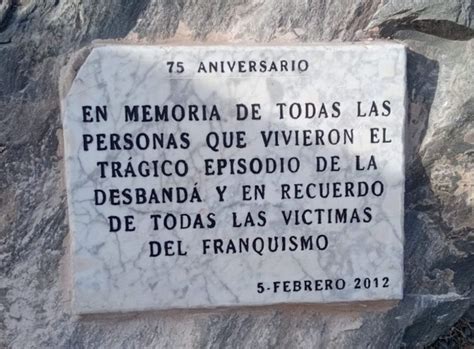 75 ANIVERSARIO
EN MEMORIA DE TODAS LAS
PERSONAS QUE VIVIERON EL
TRÁGICO EPISODIO DE LA
DESBANDÁ Y EN RECUERDO
DE TODAS LAS VICTIMAS
DEL FRANQUISMO
5-FEBRERO 2012